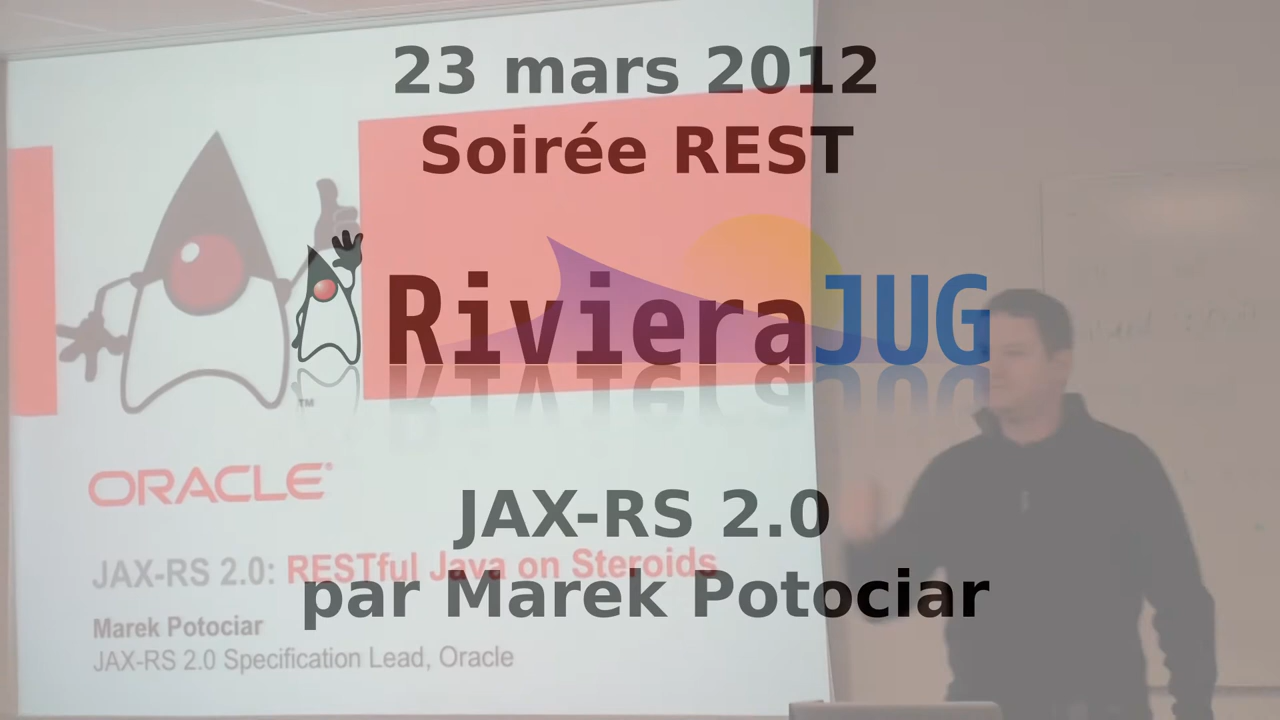 23 mars 2012
Soirée REST
RivieraJUG
TM
ORACLE
JAX-RS 2.0
JAX-RS 2.0: RESTful Java on Steroids
par Marek Potociar
Marek Potociar
JAX-RS 2.0 Specification Lead, Oracle